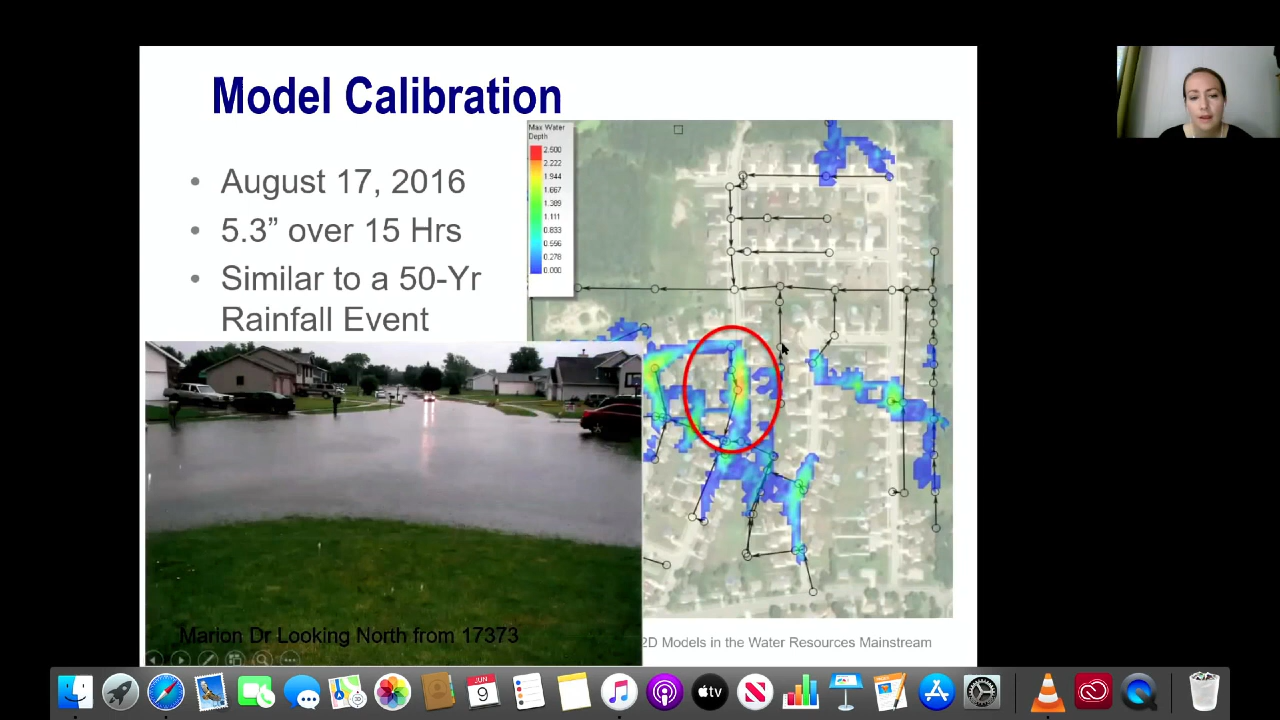 Model Calibration
• August 17, 2016
• 5.3” over 15 Hrs
• Similar to a 50-Yr
Rainfall Event
Max Water
Depth
2.500
2.222
1.944
1.667
1.389
1.111
0.833
0.556
0.278
0.000
Marion Dr Looking North from 17373
2D Models in the Water Resources Mainstream
JUN
9
tv